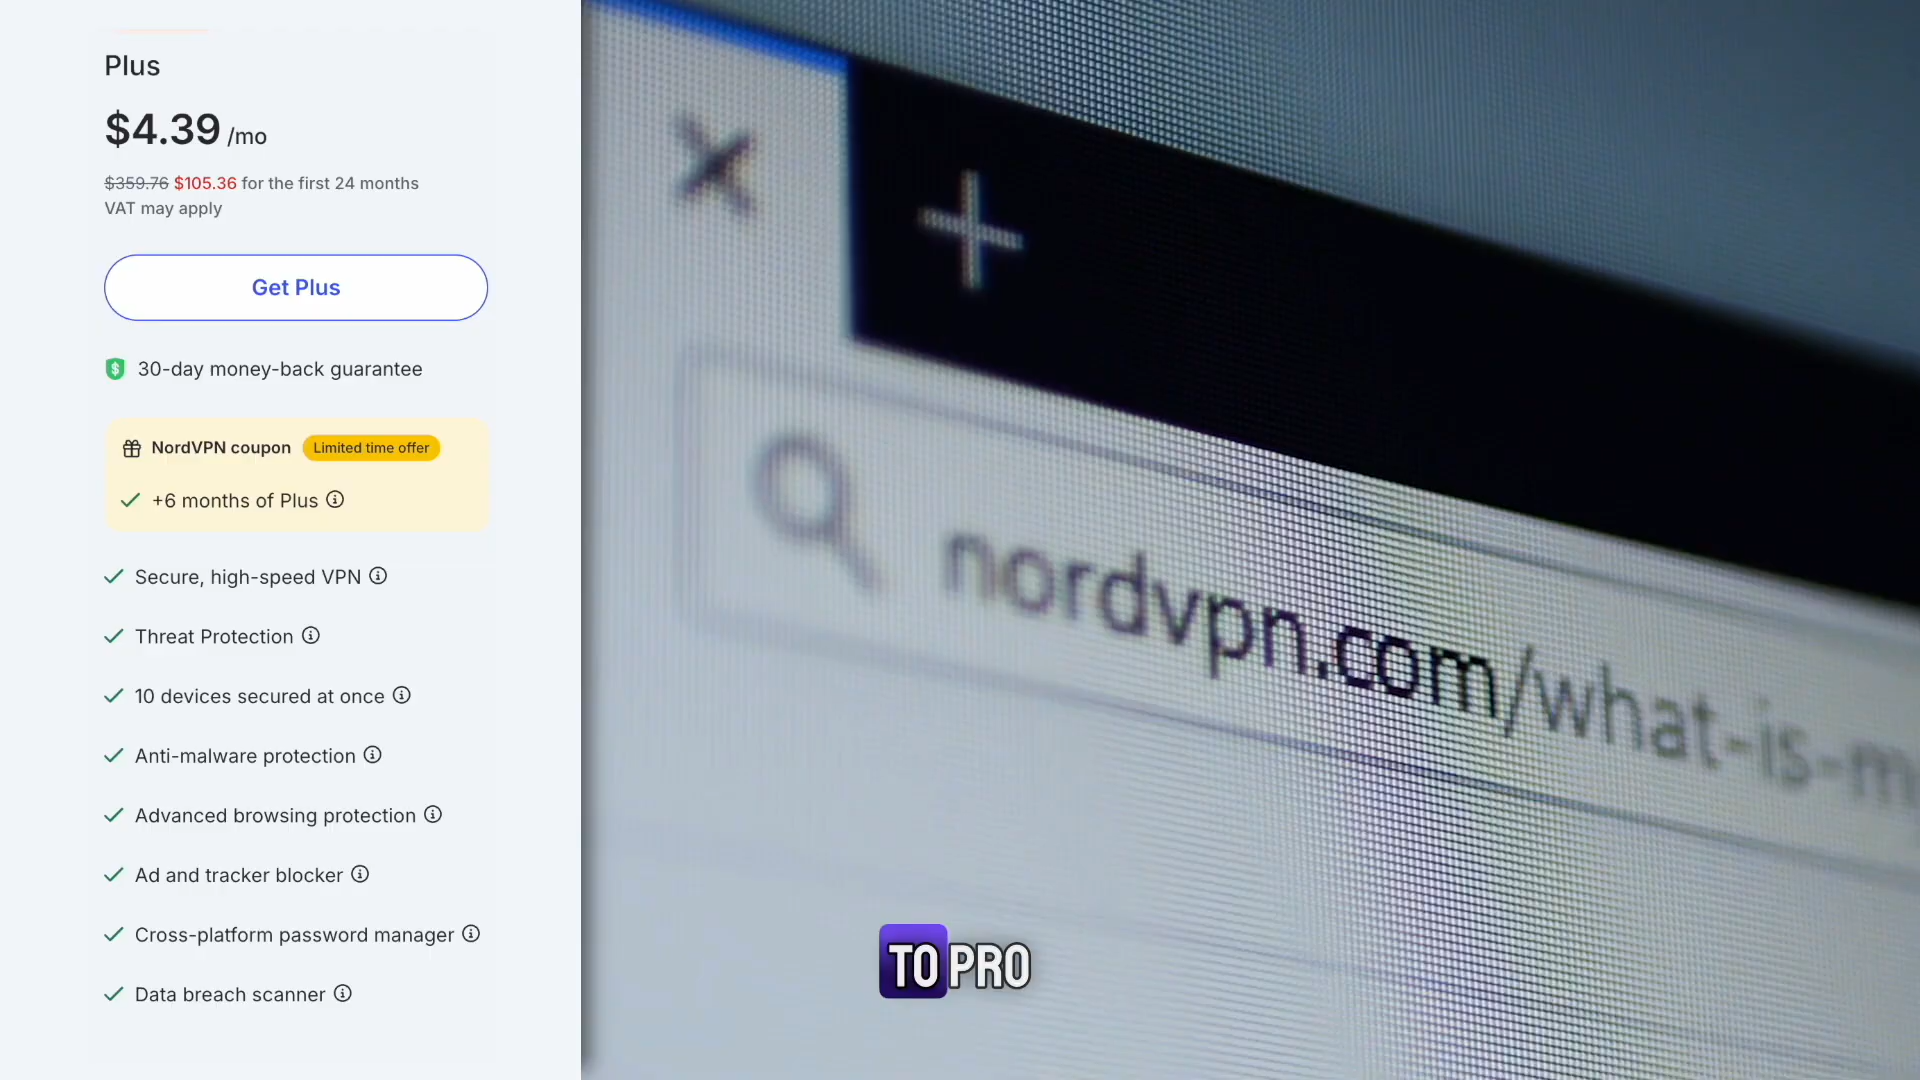 Plus
$4.39 /mo
$359.76 $105.36 for the first 24 months
VAT may apply
Get Plus
30-day money-back guarantee
NordVPN coupon Limited time offer
+6 months of Plus
Secure, high-speed VPN
Threat Protection
10 devices secured at once
Anti-malware protection
Advanced browsing protection
Ad and tracker blocker
Cross-platform password manager
Data breach scanner
nordvpn.com/what-is-m
TO PRO